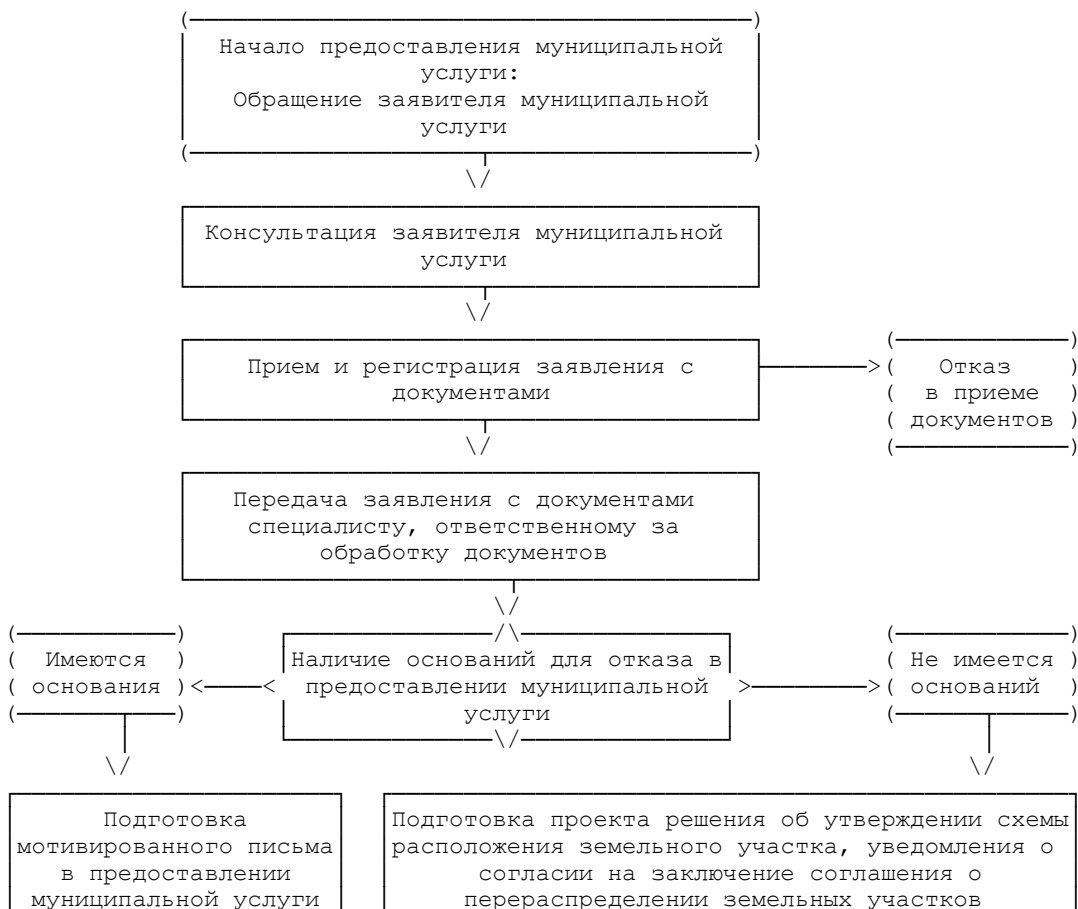 Начало предоставления муниципальной
услуги:
Обращение заявителя муниципальной
услуги
Консультация заявителя муниципальной
услуги
Прием и регистрация заявления с
документами
Отказ
в приеме
документов
Передача заявления с документами
специалисту, ответственному за
обработку документов
Имеются
основания
Наличие оснований для отказа в
предоставлении муниципальной
услуги
Не имеется
оснований
Подготовка
мотивированного письма
в предоставлении
муниципальной услуги
Подготовка проекта решения об утверждении схемы
расположения земельного участка, уведомления о
согласии на заключение соглашения о
перераспределении земельных участков